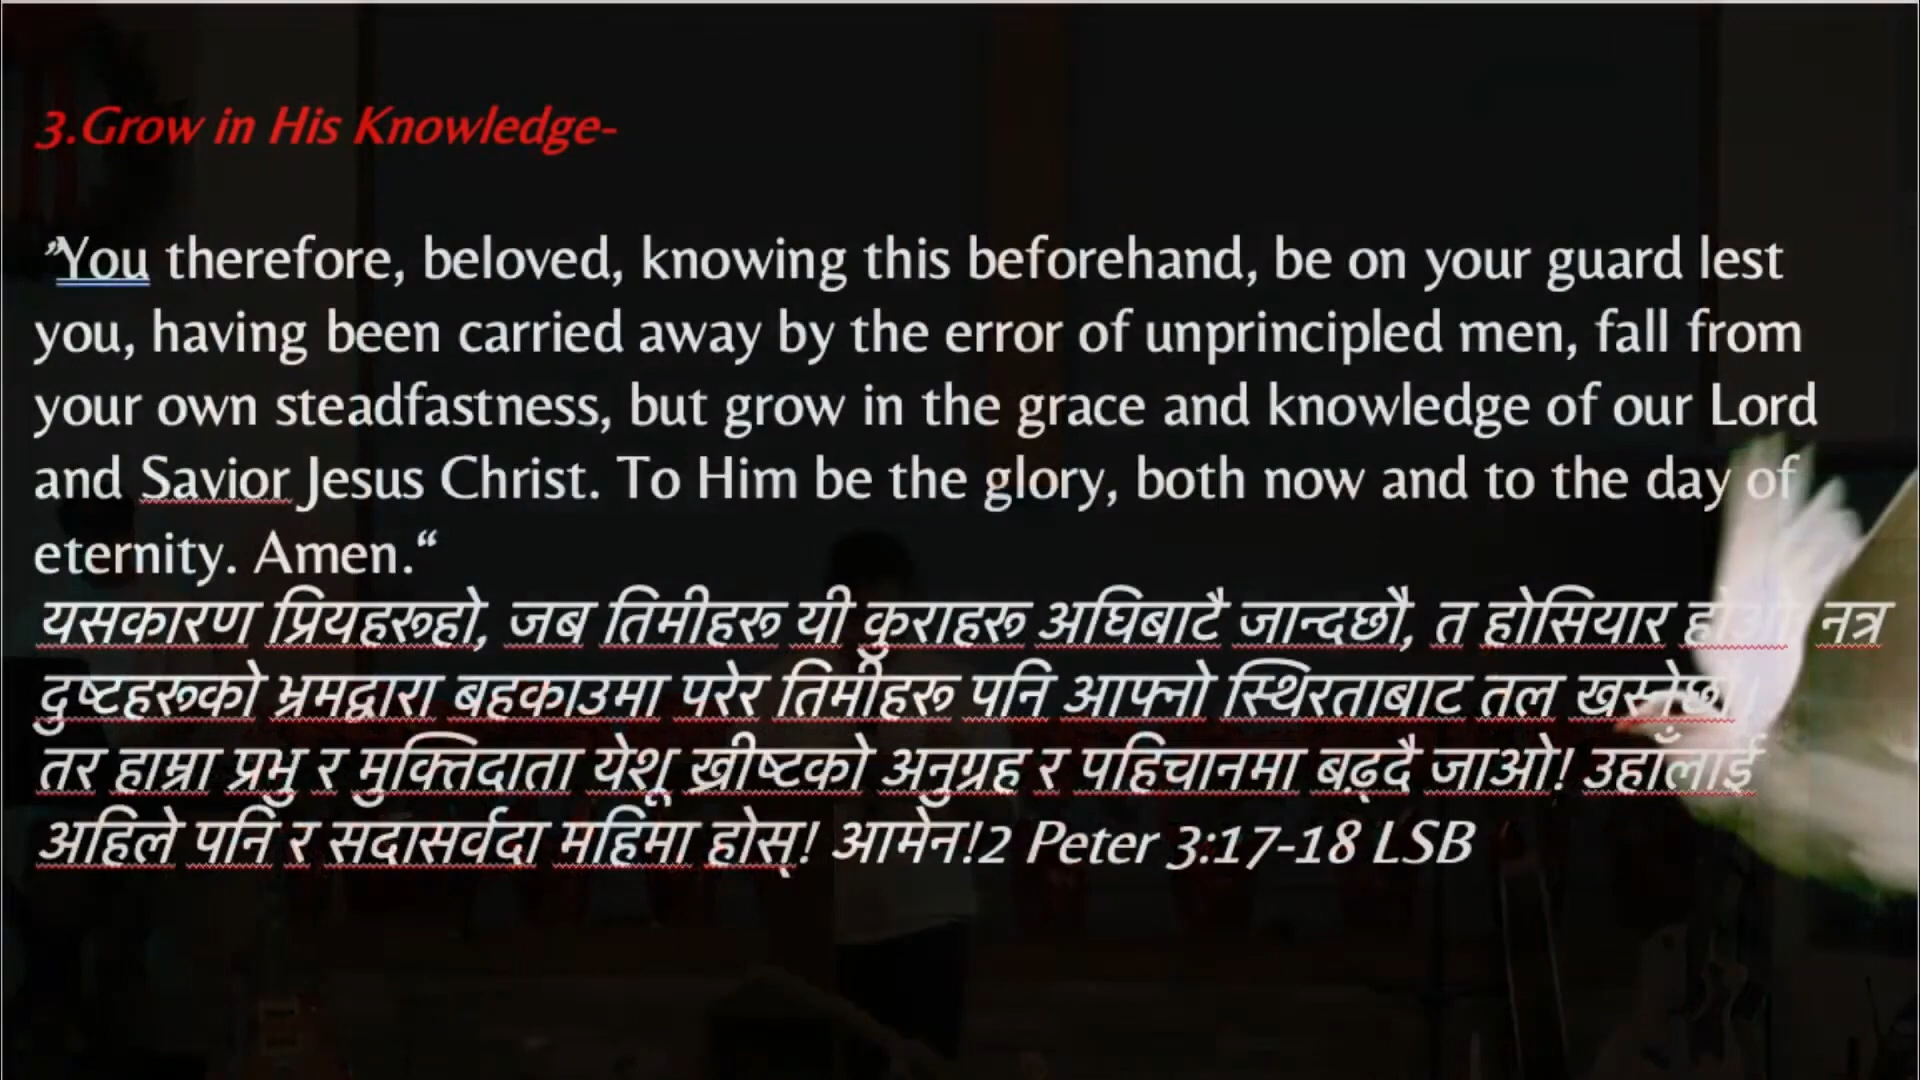 3.Grow in His Knowledge-
”You therefore, beloved, knowing this beforehand, be on your guard lest
you, having been carried away by the error of unprincipled men, fall from
your own steadfastness, but grow in the grace and knowledge of our Lord
and Savior Jesus Christ. To Him be the glory, both now and to the day of
eternity. Amen.“
यसकारण प्रियहरूहो, जब तिमीहरू यी कुराहरू अघिबाटै जान्दछौ, त होसियार होओ, नत्र
दुष्टहरूको भ्रमद्वारा बहकाउमा परेर तिमीहरू पनि आफ्नो स्थिरताबाट तल खस्नेछौ।
तर हाम्रा प्रभु र मुक्तिदाता येशू ख्रीष्टको अनुग्रह र पहिचानमा बढ्दै जाओ! उहाँलाई
अहिले पनि र सदासर्वदा महिमा होस्! आमेन!2 Peter 3:17-18 LSB